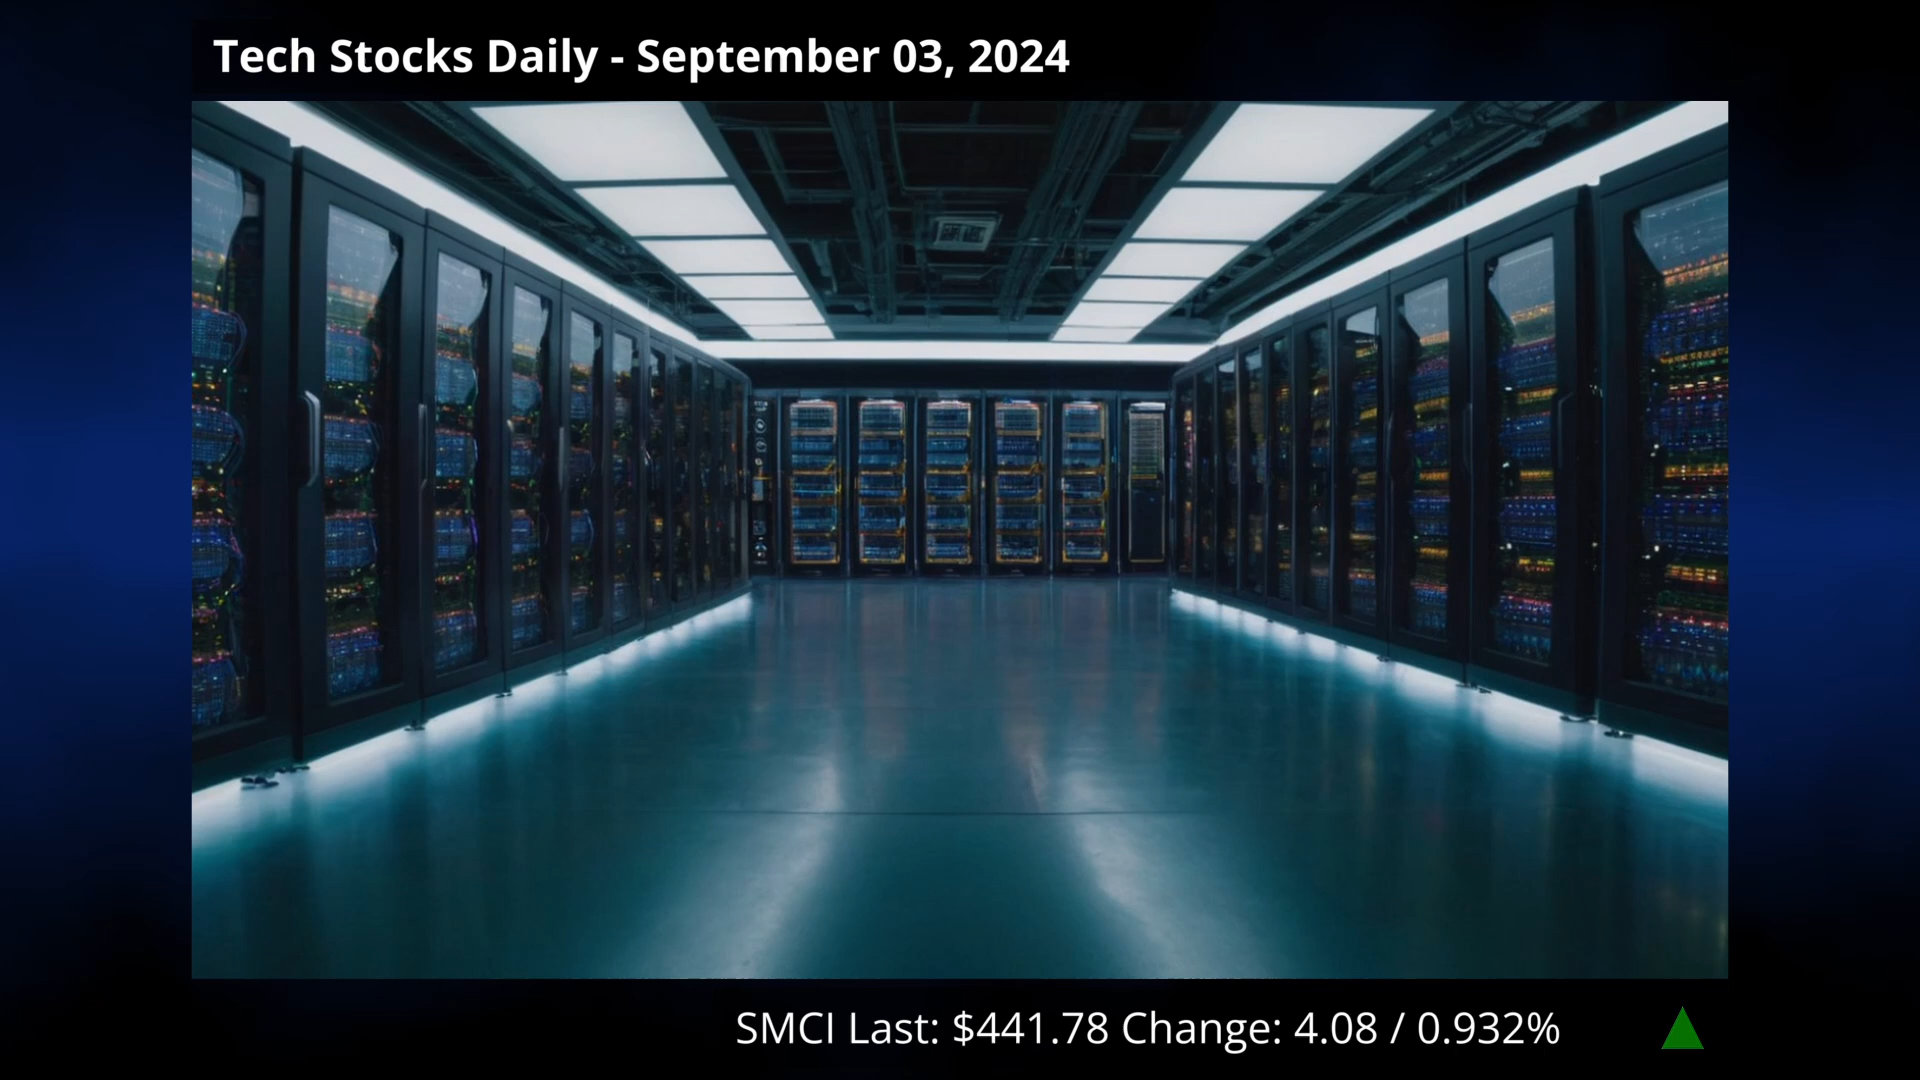 Tech Stocks Daily - September 03, 2024
SMCI Last: $441.78 Change: 4.08 / 0.932%